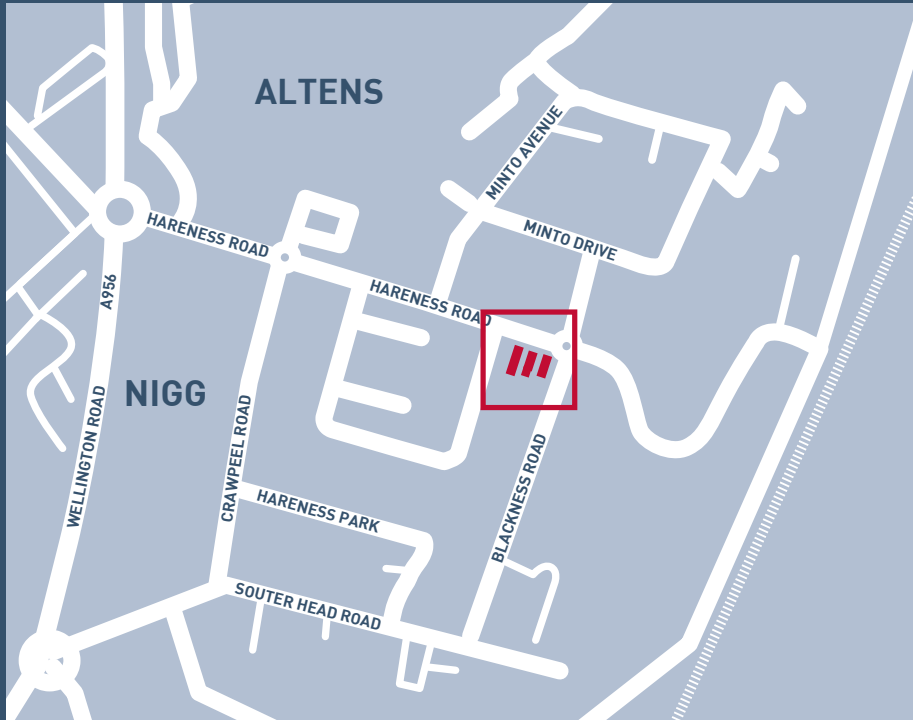 ALTENS
MINTO AVENUE
HARENESS ROAD
MINTO DRIVE
A956
HARENESS ROAD
NIGG
WELLINGTON ROAD
CRAWPEEL ROAD
BLACKNESS ROAD
HARENESS PARK
SOUTER HEAD ROAD